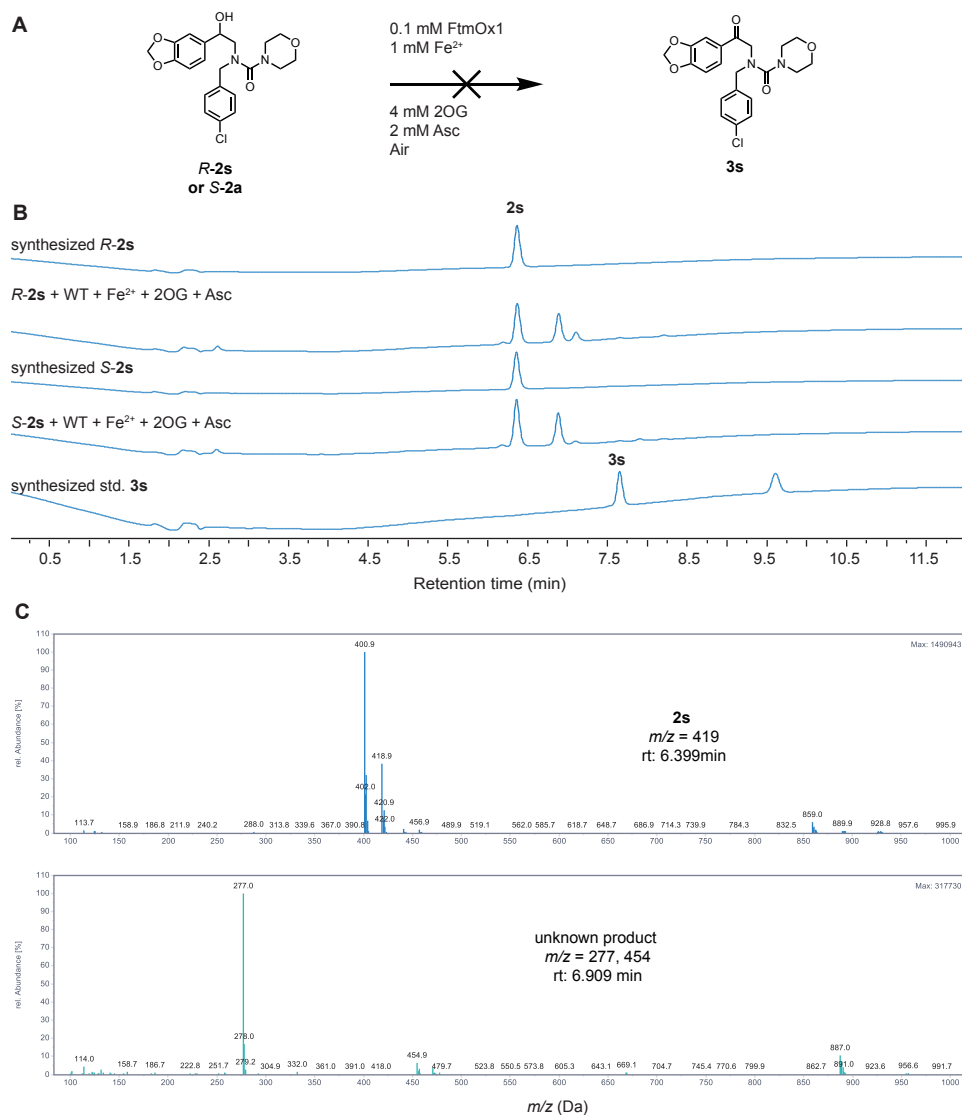 A
OH
O
O
N
N
O
O
Cl
R-2s
or S-2a
0.1 mM FtmOx1
1 mM Fe²⁺
4 mM 2OG
2 mM Asc
Air
O
O
O
N
N
O
O
Cl
3s
B
2s
synthesized R-2s
R-2s + WT + Fe²⁺ + 2OG + Asc
synthesized S-2s
S-2s + WT + Fe²⁺ + 2OG + Asc
3s
synthesized std. 3s
0.5 1.5 2.5 3.5 4.5 5.5 6.5 7.5 8.5 9.5 10.5 11.5
Retention time (min)
C
rel. Abundance [%]
110
100
90
80
70
60
50
40
30
20
10
0
Max: 1490943
400.9
2s
m/z = 419
rt: 6.399min
418.9
402.0
420.9
422.0
113.7 158.9 186.8 211.9 240.2 288.0 313.8 339.6 367.0 390.8 456.9 489.9 519.1 562.0 585.7 618.7 648.7 686.9 714.3 739.9 784.3 832.5 859.0 889.9 928.8 957.6 995.9
100 150 200 250 300 350 400 450 500 550 600 650 700 750 800 850 900 950 1000
rel. Abundance [%]
110
100
90
80
70
60
50
40
30
20
10
0
Max: 317730
277.0
unknown product
m/z = 277, 454
rt: 6.909 min
278.0
279.2
114.0 158.7 186.7 222.8 251.7 304.9 332.0 361.0 391.0 418.0 454.9 479.7 523.8 550.5 573.8 605.3 643.1 669.1 704.7 745.4 770.6 799.9 862.7 887.0 891.0 923.6 956.6 991.7
100 150 200 250 300 350 400 450 500 550 600 650 700 750 800 850 900 950 1000
m/z (Da)